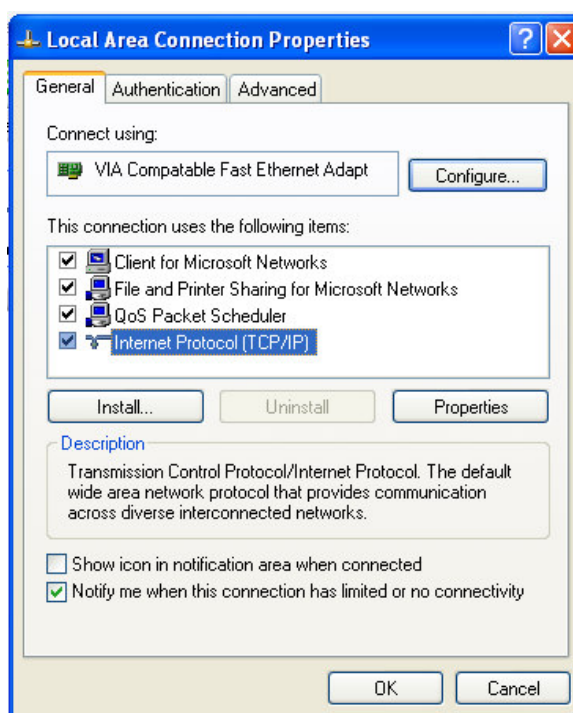 Local Area Connection Properties
General Authentication Advanced
Connect using:
VIA Compatable Fast Ethernet Adapt
Configure...
This connection uses the following items:
Client for Microsoft Networks
File and Printer Sharing for Microsoft Networks
QoS Packet Scheduler
Internet Protocol (TCP/IP)
Install... Uninstall Properties
Description
Transmission Control Protocol/Internet Protocol. The default
wide area network protocol that provides communication
across diverse interconnected networks.
Show icon in notification area when connected
Notify me when this connection has limited or no connectivity
OK Cancel